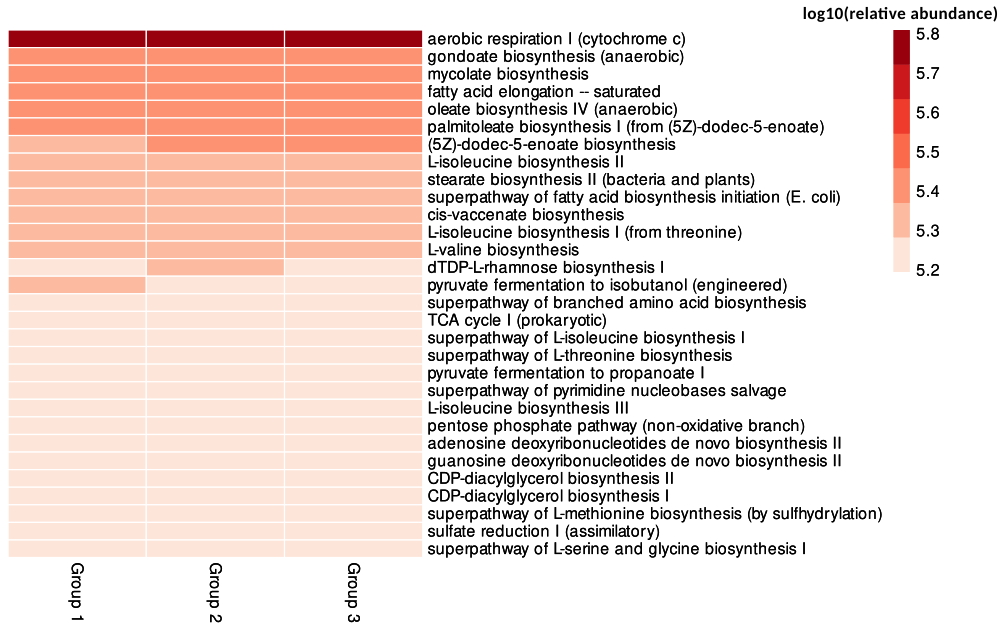 log10(relative abundance)
aerobic respiration I (cytochrome c)
gondoate biosynthesis (anaerobic)
mycolate biosynthesis
fatty acid elongation -- saturated
oleate biosynthesis IV (anaerobic)
palmitoleate biosynthesis I (from (5Z)-dodec-5-enoate)
(5Z)-dodec-5-enoate biosynthesis
L-isoleucine biosynthesis II
stearate biosynthesis II (bacteria and plants)
superpathway of fatty acid biosynthesis initiation (E. coli)
cis-vaccenate biosynthesis
L-isoleucine biosynthesis I (from threonine)
L-valine biosynthesis
dTDP-L-rhamnose biosynthesis I
pyruvate fermentation to isobutanol (engineered)
superpathway of branched amino acid biosynthesis
TCA cycle I (prokaryotic)
superpathway of L-isoleucine biosynthesis I
superpathway of L-threonine biosynthesis
pyruvate fermentation to propanoate I
superpathway of pyrimidine nucleobases salvage
L-isoleucine biosynthesis III
pentose phosphate pathway (non-oxidative branch)
adenosine deoxyribonucleotides de novo biosynthesis II
guanosine deoxyribonucleotides de novo biosynthesis II
CDP-diacylglycerol biosynthesis II
CDP-diacylglycerol biosynthesis I
superpathway of L-methionine biosynthesis (by sulfhydrylation)
sulfate reduction I (assimilatory)
superpathway of L-serine and glycine biosynthesis I
5.8
5.7
5.6
5.5
5.4
5.3
5.2
Group 1
Group 2
Group 3